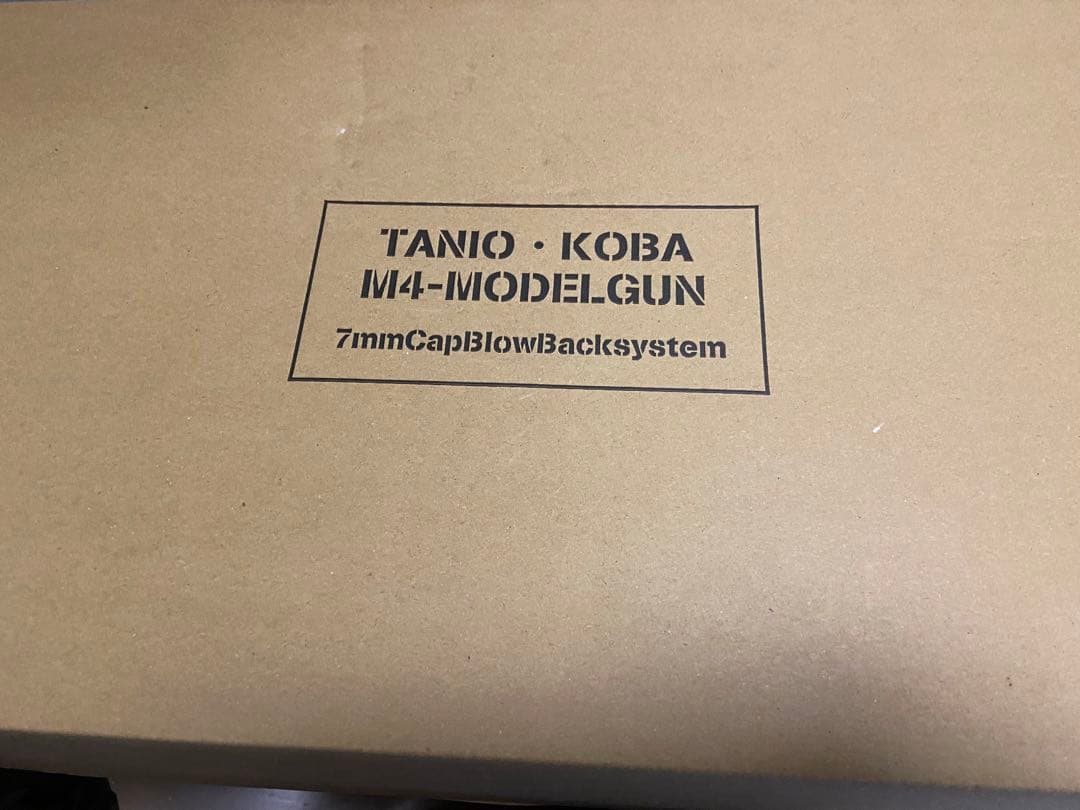 TANIO · KOBA
M4-MODELGUN
7mmCapBlowBacksystem